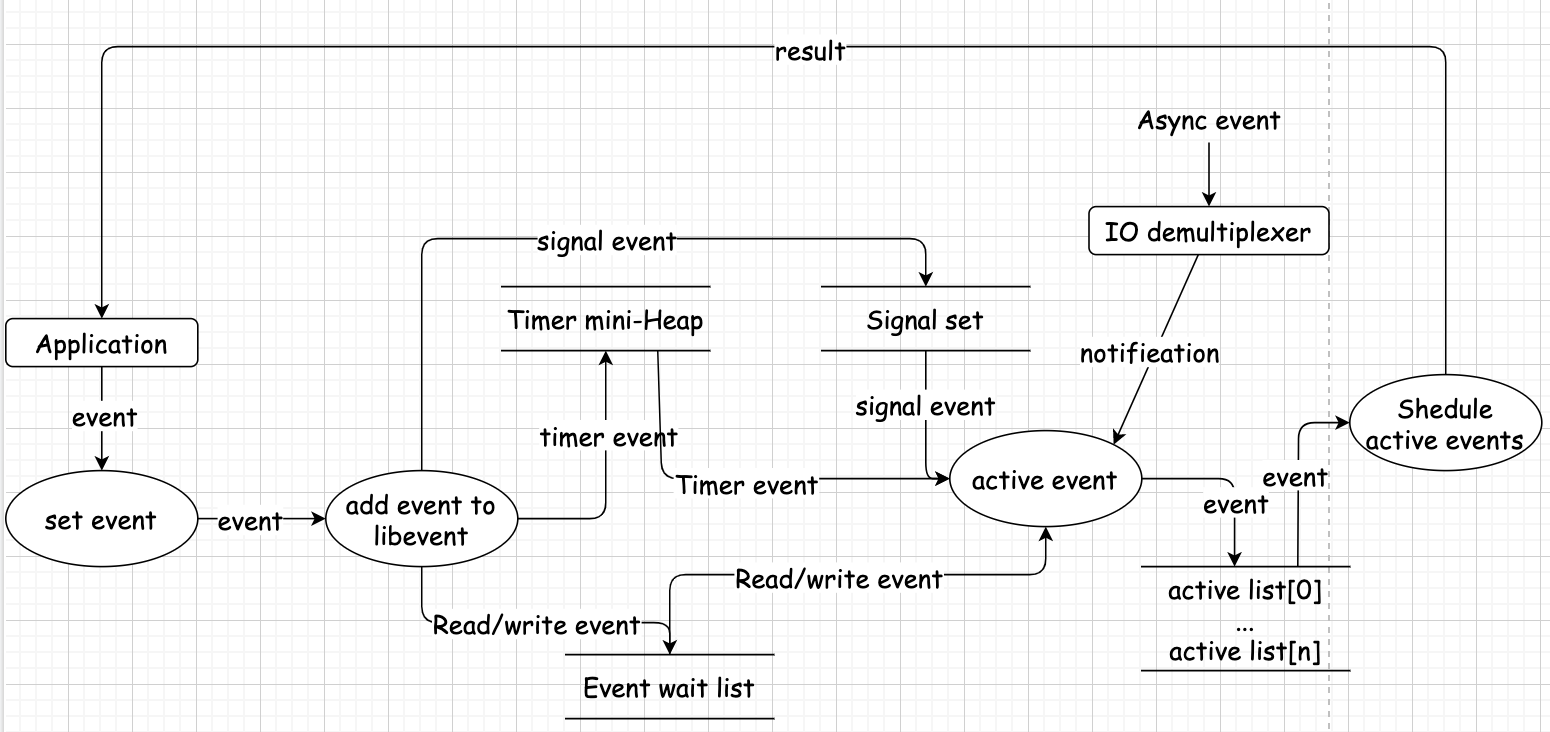 result
Async event
IO demultiplexer
signal event
Timer mini-Heap
Signal set
Application
notifieation
event
signal event
timer event
Shedule
active events
Timer event
active event
event
event
set event
event
add event to
libevent
Read/write event
Read/write event
active list[0]
...
active list[n]
Event wait list